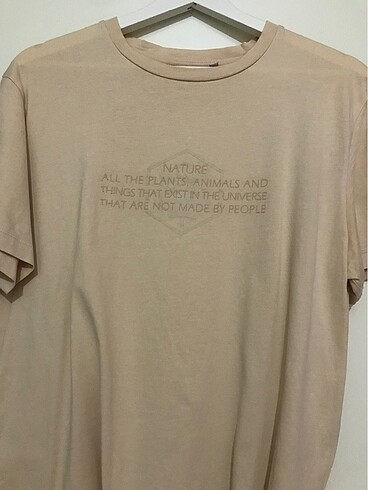 NATURE
ALL THE PLANTS, ANIMALS AND
THINGS THAT EXIST IN THE UNIVERSE
THAT ARE NOT MADE BY PEOPLE